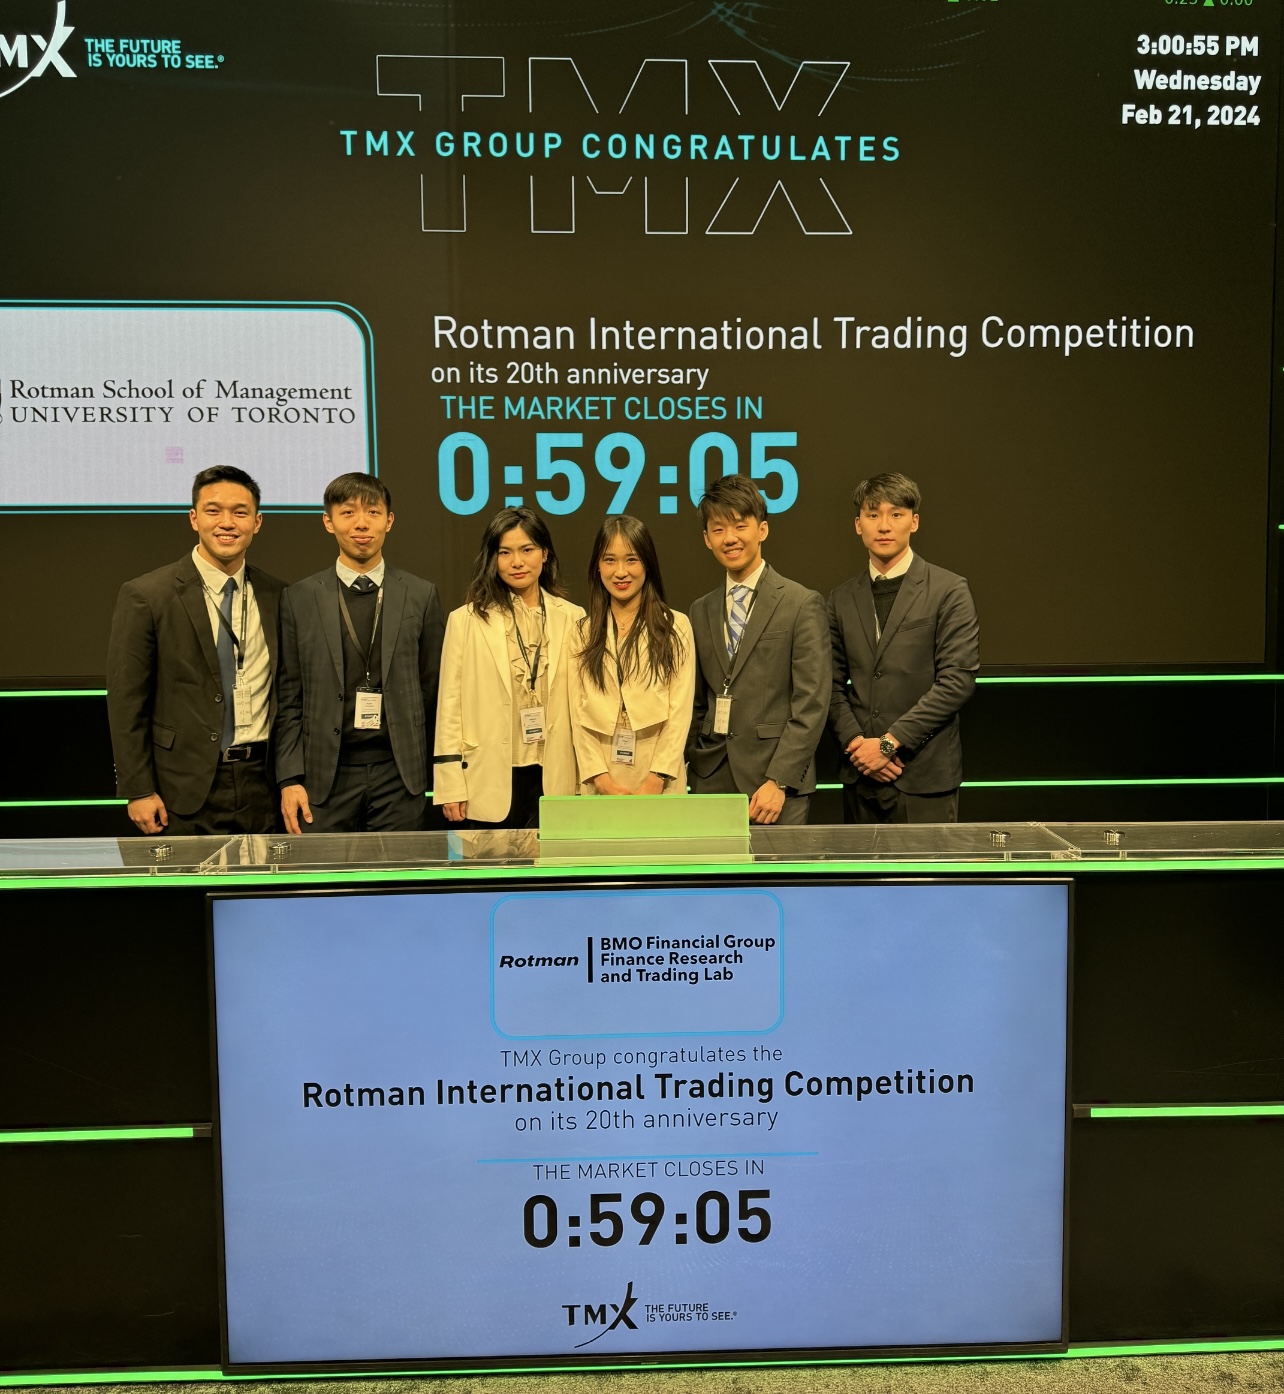 TMX THE FUTURE
IS YOURS TO SEE.®
3:00:55 PM
Wednesday
Feb 21, 2024
TMX
TMX GROUP CONGRATULATES
Rotman School of Management
UNIVERSITY OF TORONTO
Rotman International Trading Competition
on its 20th anniversary
THE MARKET CLOSES IN
0:59:05
Rotman
BMO Financial Group
Finance Research
and Trading Lab
TMX Group congratulates the
Rotman International Trading Competition
on its 20th anniversary
THE MARKET CLOSES IN
0:59:05
TMX THE FUTURE
IS YOURS TO SEE.®